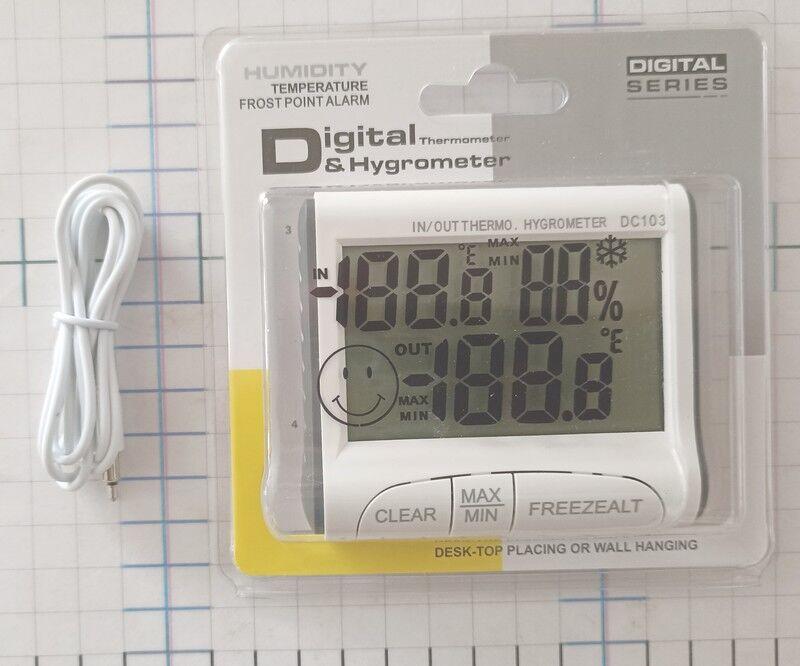 HUMIDITY
TEMPERATURE
FROST POINT ALARM
DIGITAL
SERIES
Digital Thermometer
& Hygrometer
IN/OUT THERMO. HYGROMETER DC103
3
IN
-188.8
°E
MAX
MIN
88%
OUT
-188.8
°E
MAX
MIN
4
CLEAR
MAX
MIN
FREEZEALT
DESK-TOP PLACING OR WALL HANGING